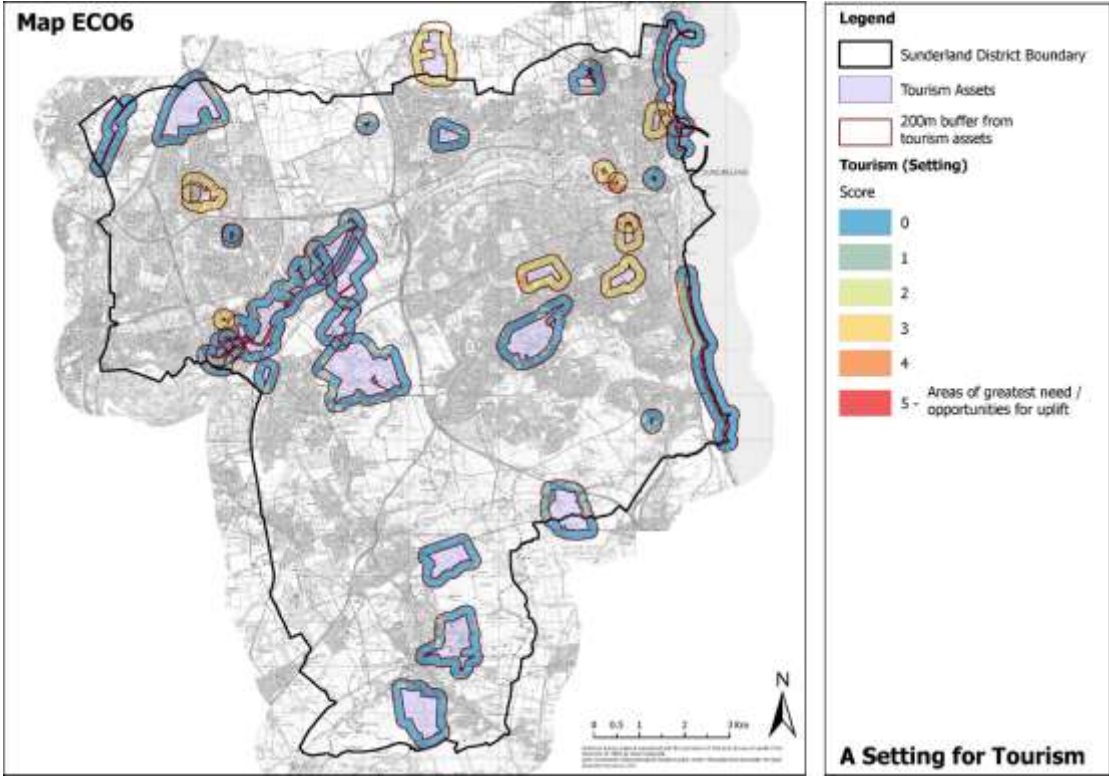 Map ECO6
SUNDERLAND
N
0 0.5 1 2 3 Km
Legend
Sunderland District Boundary
Tourism Assets
200m buffer from
tourism assets
Tourism (Setting)
Score
0
1
2
3
4
5 - Areas of greatest need /
opportunities for uplift
A Setting for Tourism